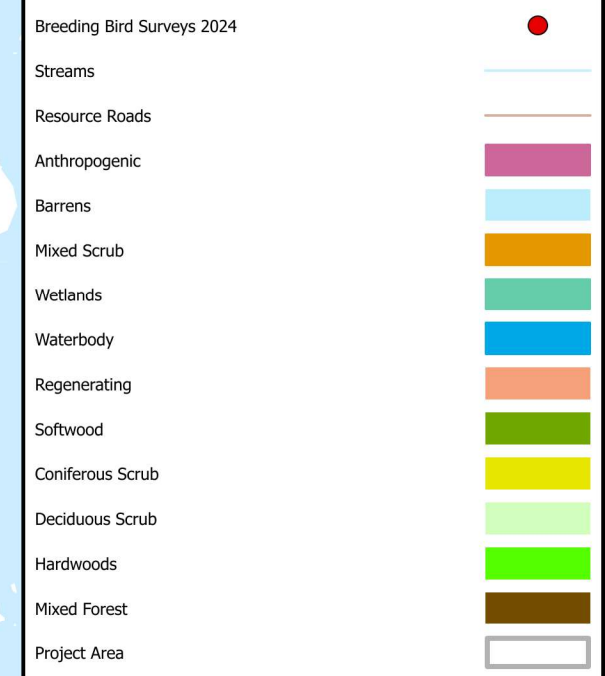 Breeding Bird Surveys 2024
Streams
Resource Roads
Anthropogenic
Barrens
Mixed Scrub
Wetlands
Waterbody
Regenerating
Softwood
Coniferous Scrub
Deciduous Scrub
Hardwoods
Mixed Forest
Project Area